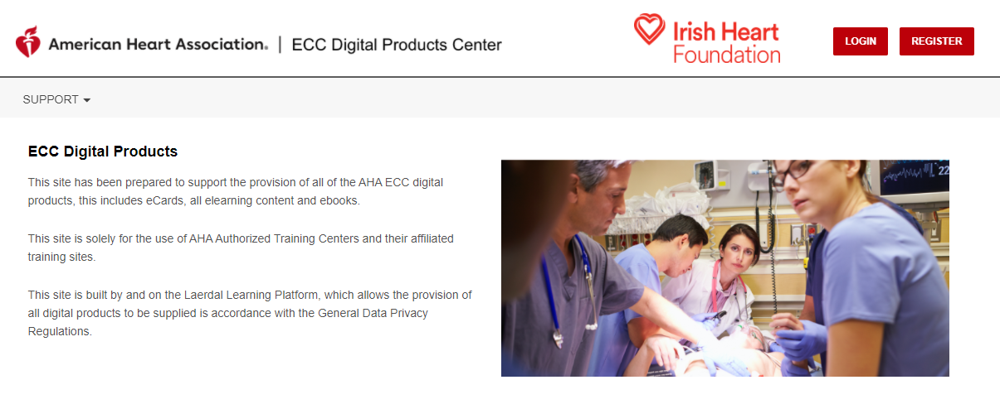 American Heart Association. | ECC Digital Products Center
Irish Heart
Foundation
LOGIN
REGISTER
SUPPORT
ECC Digital Products
This site has been prepared to support the provision of all of the AHA ECC digital
products, this includes eCards, all elearning content and ebooks.
This site is solely for the use of AHA Authorized Training Centers and their affiliated
training sites.
This site is built by and on the Laerdal Learning Platform, which allows the provision of
all digital products to be supplied is accordance with the General Data Privacy
Regulations.
22